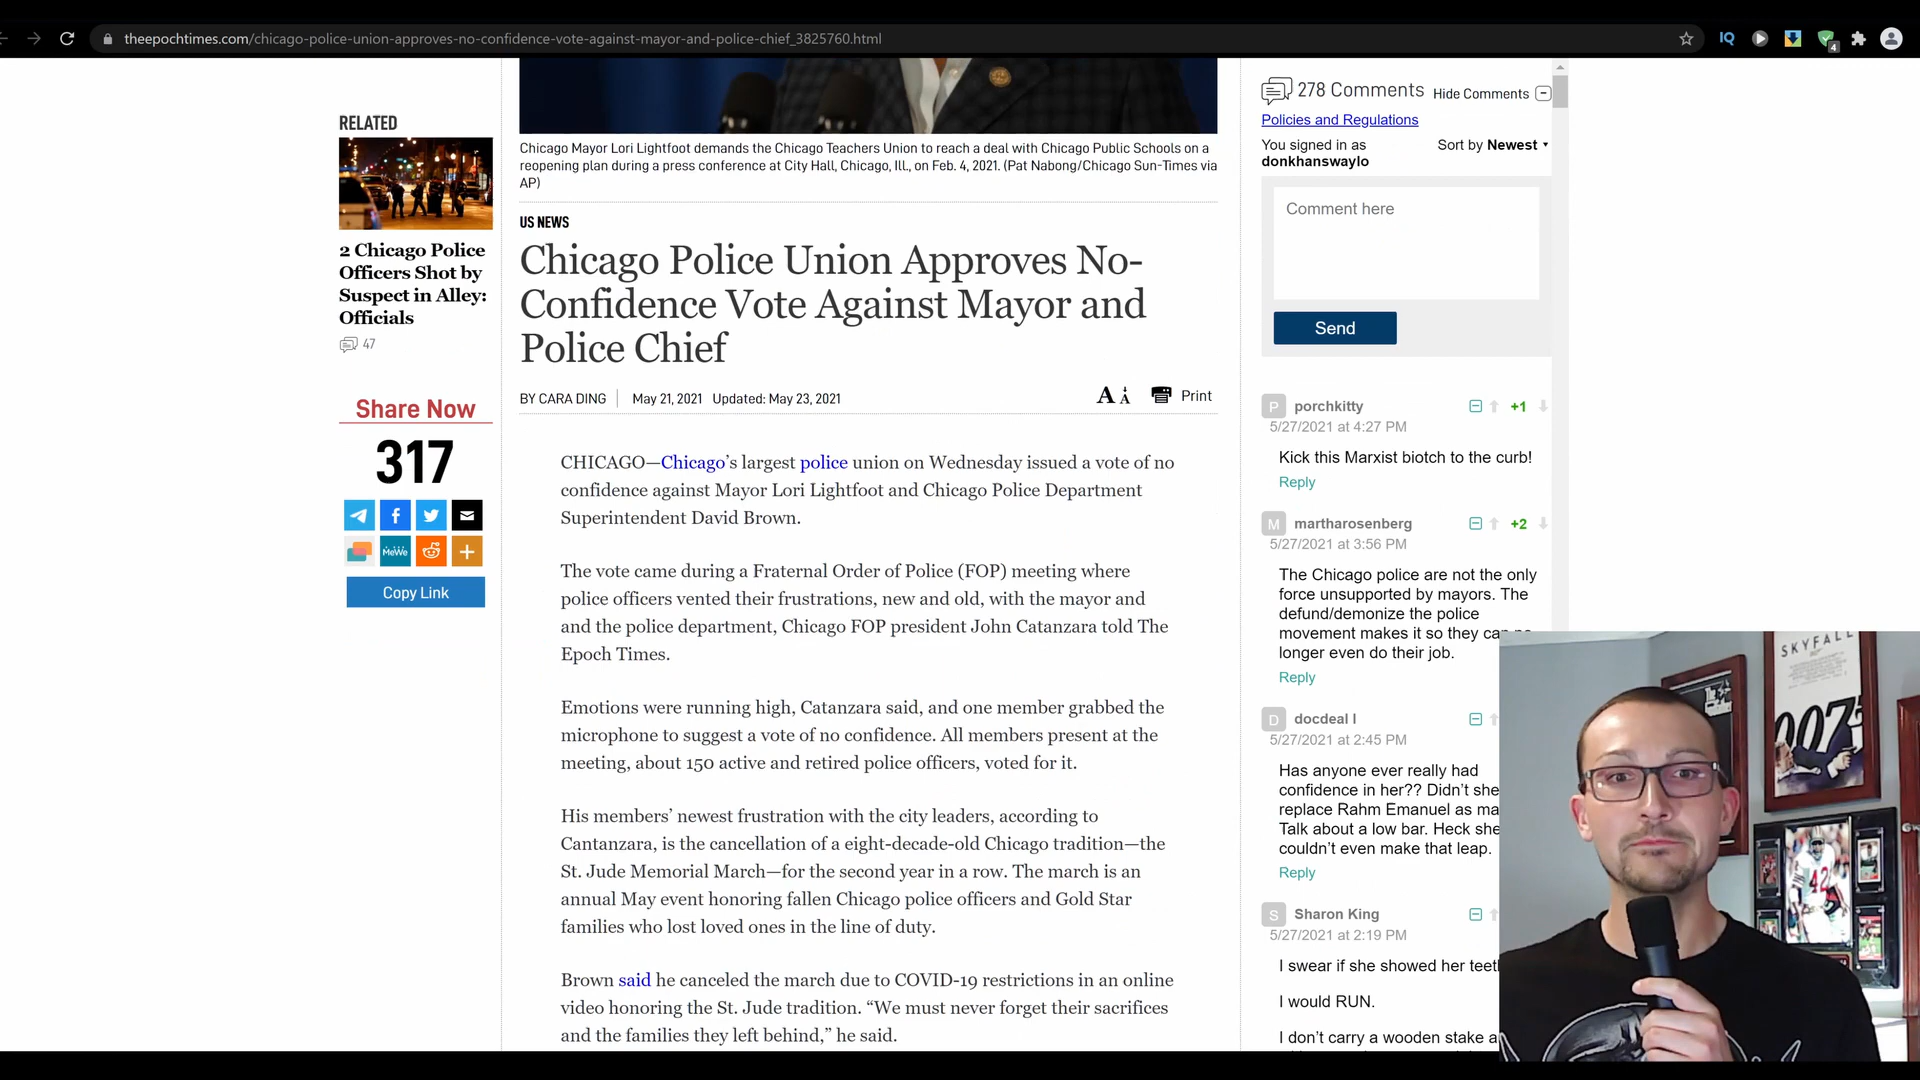 theepochtimes.com/chicago-police-union-approves-no-confidence-vote-against-mayor-and-police-chief_3825760.html
IQ
4
RELATED
2 Chicago Police
Officers Shot by
Suspect in Alley:
Officials
47
Share Now
317
MeWe
Copy Link
Chicago Mayor Lori Lightfoot demands the Chicago Teachers Union to reach a deal with Chicago Public Schools on a
reopening plan during a press conference at City Hall, Chicago, Ill., on Feb. 4, 2021. (Pat Nabong/Chicago Sun-Times via
AP)
US NEWS
Chicago Police Union Approves No-
Confidence Vote Against Mayor and
Police Chief
BY CARA DING
May 21, 2021 Updated: May 23, 2021
A A Print
CHICAGO—Chicago’s largest police union on Wednesday issued a vote of no
confidence against Mayor Lori Lightfoot and Chicago Police Department
Superintendent David Brown.
The vote came during a Fraternal Order of Police (FOP) meeting where
police officers vented their frustrations, new and old, with the mayor and
and the police department, Chicago FOP president John Catanzara told The
Epoch Times.
Emotions were running high, Catanzara said, and one member grabbed the
microphone to suggest a vote of no confidence. All members present at the
meeting, about 150 active and retired police officers, voted for it.
His members’ newest frustration with the city leaders, according to
Cantanzara, is the cancellation of a eight-decade-old Chicago tradition—the
St. Jude Memorial March—for the second year in a row. The march is an
annual May event honoring fallen Chicago police officers and Gold Star
families who lost loved ones in the line of duty.
Brown said he canceled the march due to COVID-19 restrictions in an online
video honoring the St. Jude tradition. “We must never forget their sacrifices
and the families they left behind,” he said.
278 Comments Hide Comments
Policies and Regulations
You signed in as
donkhanswaylo
Sort by Newest
Comment here
Send
P porchkitty +1
5/27/2021 at 4:27 PM
Kick this Marxist biotch to the curb!
Reply
M martharosenberg +2
5/27/2021 at 3:56 PM
The Chicago police are not the only
force unsupported by mayors. The
defund/demonize the police
movement makes it so they
longer even do their job.
Reply
D docdeal l
5/27/2021 at 2:45 PM
Has anyone ever really had
confidence in her?? Didn’t she
replace Rahm Emanuel as
Talk about a low bar. Heck she
couldn’t even make that leap.
Reply
S Sharon King
5/27/2021 at 2:19 PM
I swear if she showed her
I would RUN.
I don’t carry a wooden stake
SKYFALL
007
42